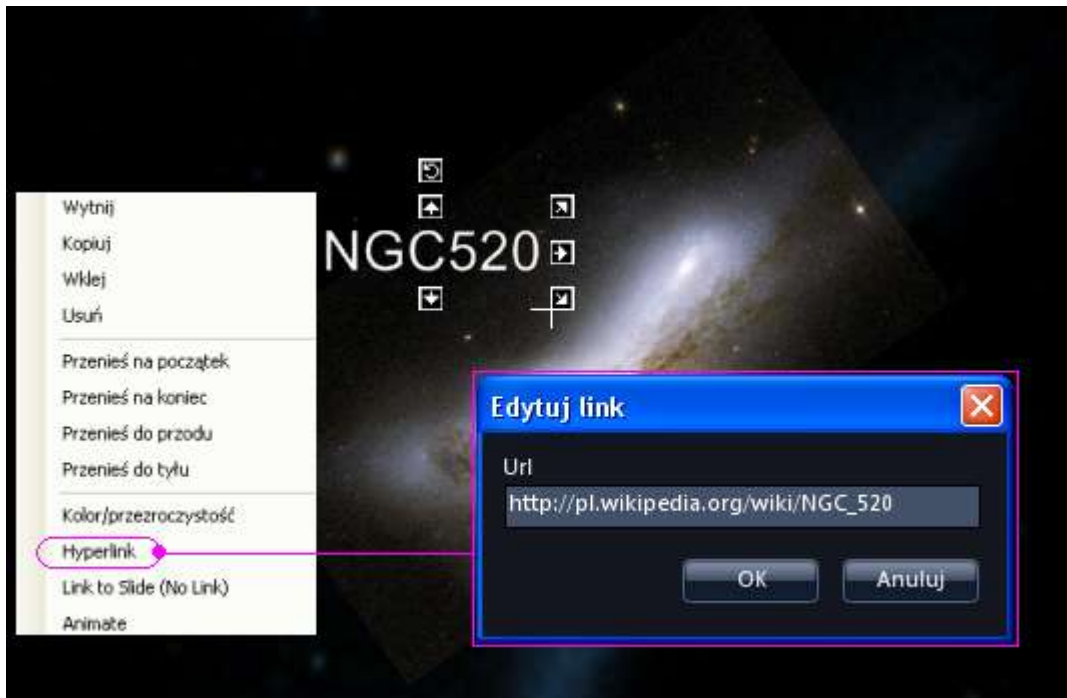 Wytnij
Kopiuj
Wklej
Usuń
Przenieś na początek
Przenieś na koniec
Przenieś do przodu
Przenieś do tyłu
Kolor/przezroczystość
Hyperlink
Link to Slide (No Link)
Animate
NGC520
Edytuj link
Url
http://pl.wikipedia.org/wiki/NGC_520
OK Anuluj